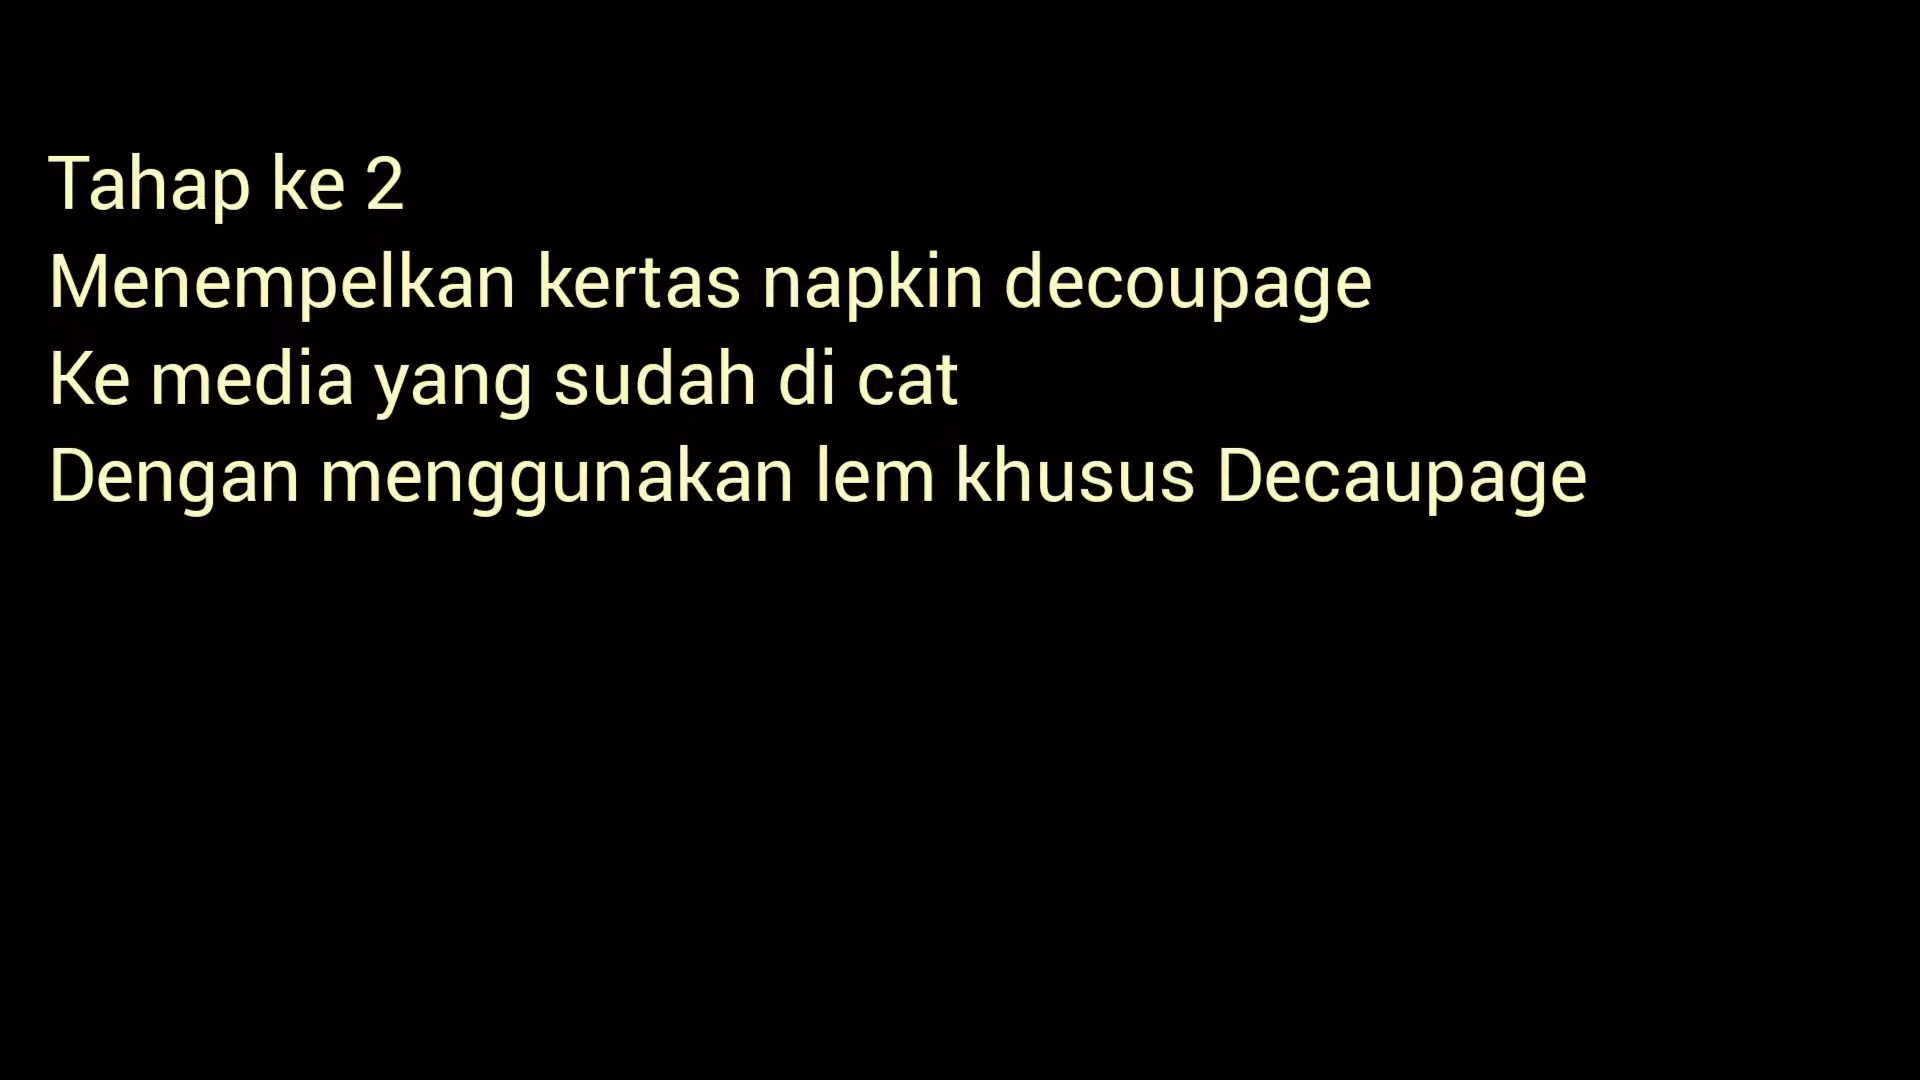 Tahap ke 2
Menempelkan kertas napkin decoupage
Ke media yang sudah di cat
Dengan menggunakan lem khusus Decaupage